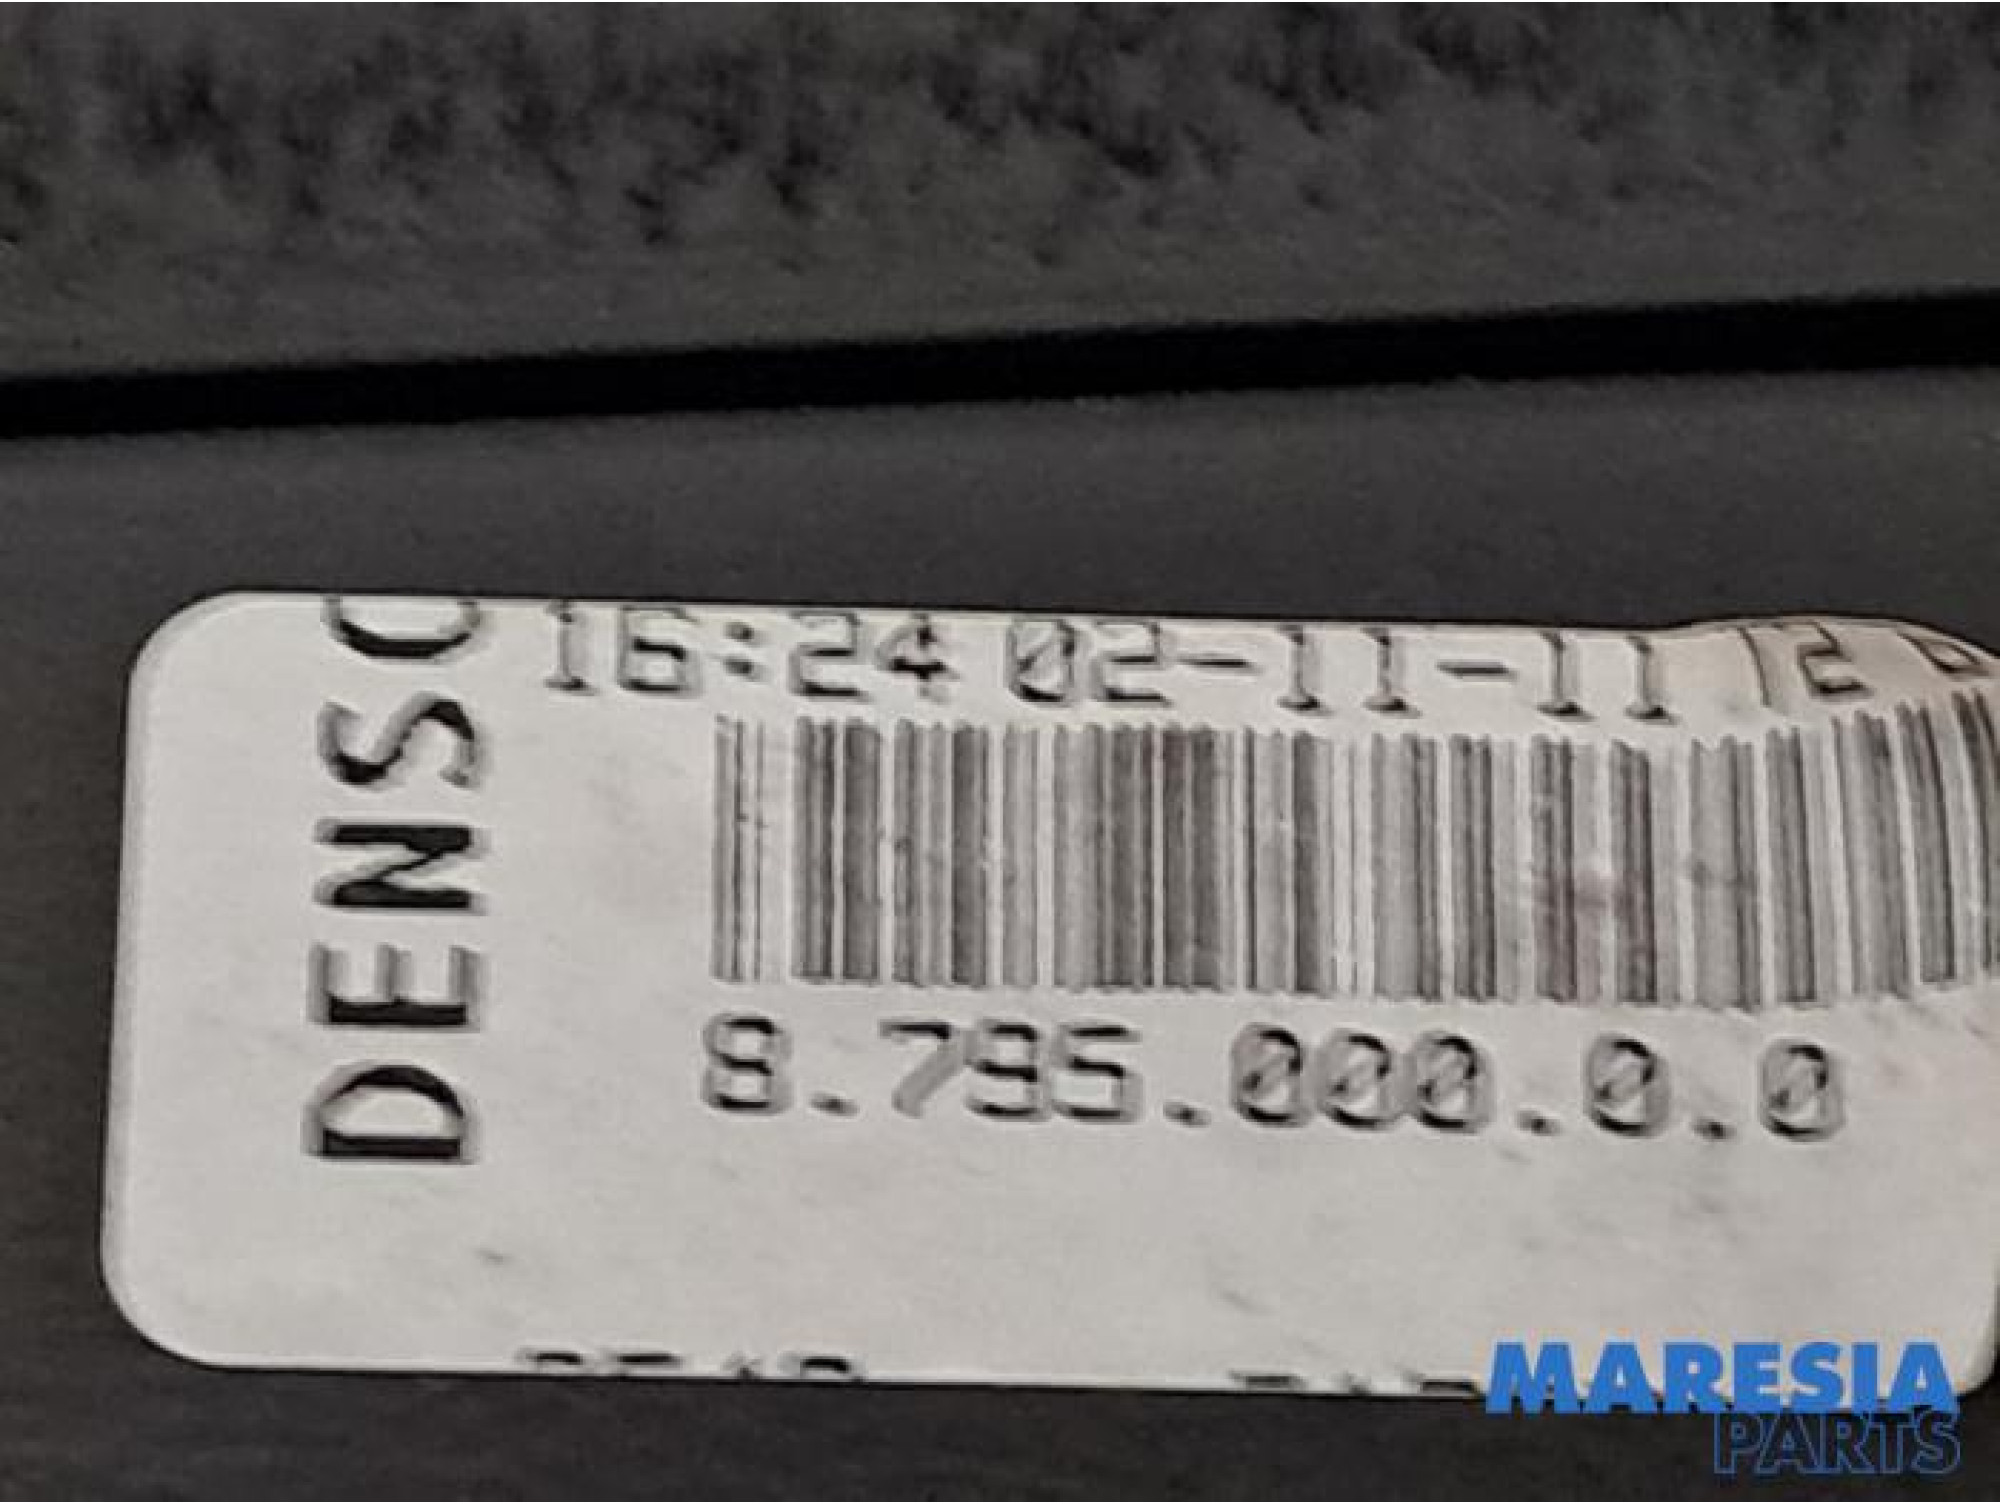 DENSO
16:24 02-11-11
8.795.000.0.0
MARESIA
PARTS